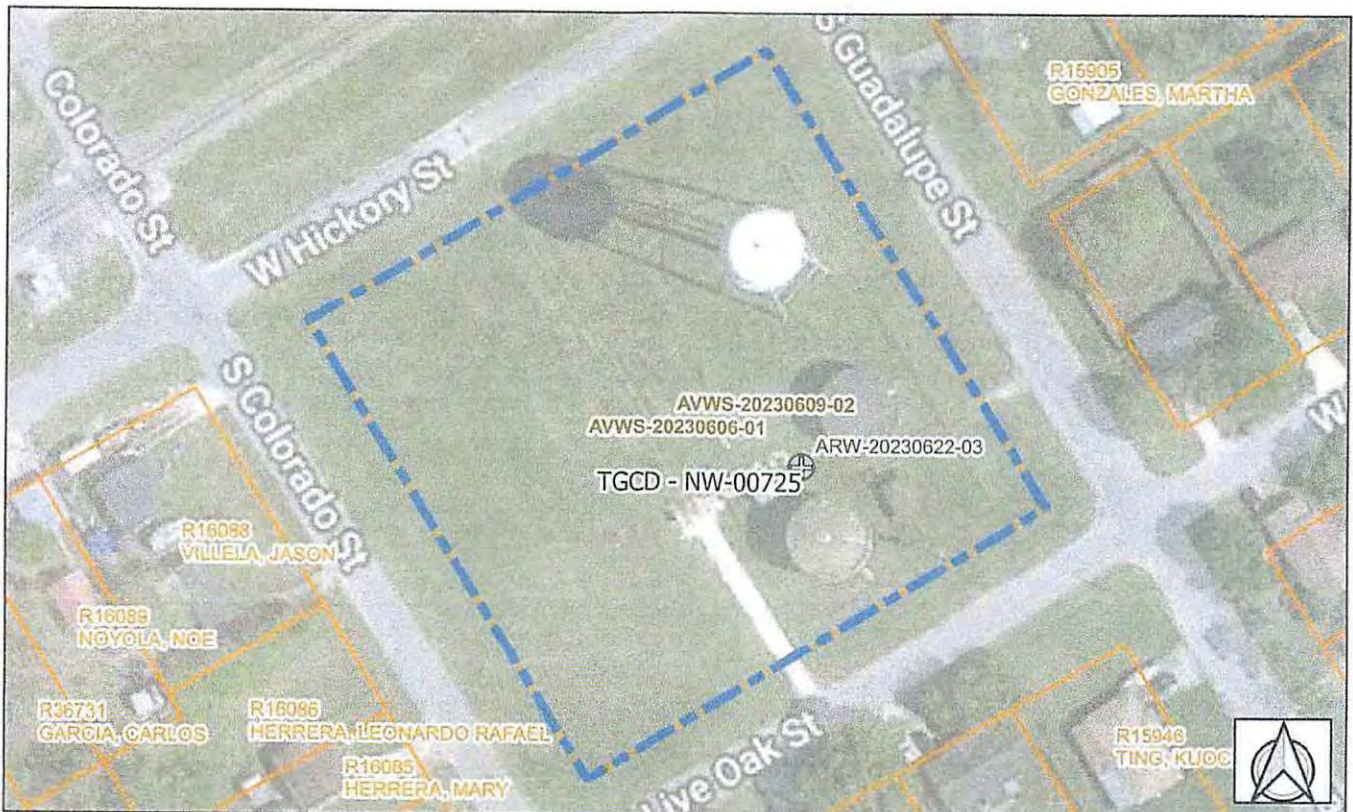 Colorado St
W Hickory St
S Guadalupe St
R15905
GONZALES, MARTHA
S Colorado St
AVWS-20230609-02
AVWS-20230606-01
ARW-20230622-03
TGCD - NW-00725
W
R16088
VILLELA, JASON
R16089
NOYOLA, NOE
R36731
GARCIA, CARLOS
R16086
HERRERA, LEONARDO RAFAEL
R16085
HERRERA, MARY
Live Oak St
R15946
TING, KUO